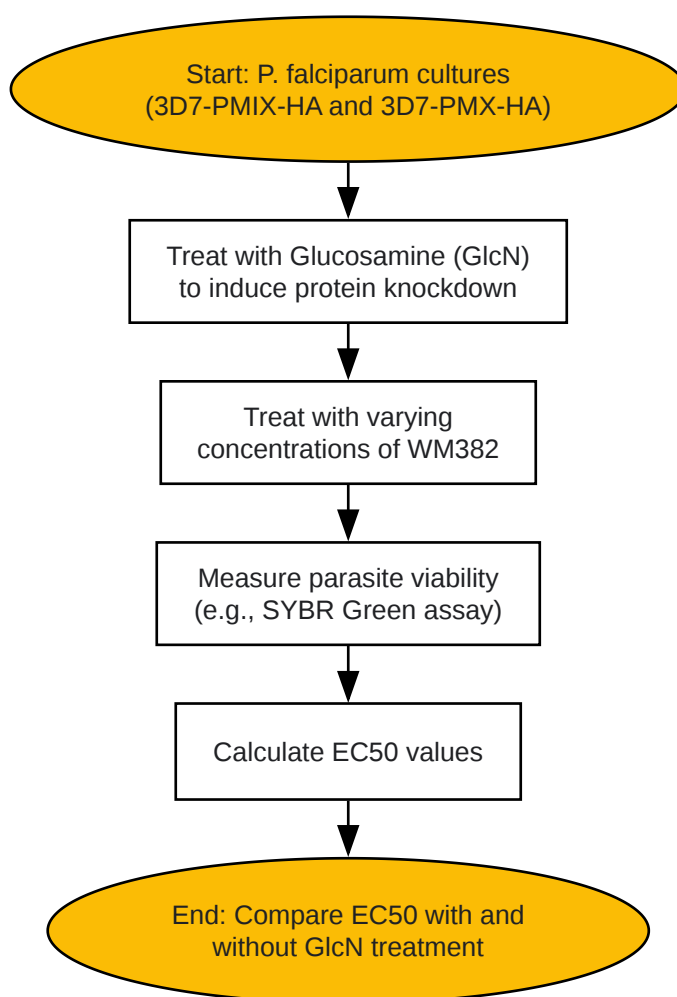 Start: P. falciparum cultures
(3D7-PMIX-HA and 3D7-PMX-HA)
Treat with Glucosamine (GlcN)
to induce protein knockdown
Treat with varying
concentrations of WM382
Measure parasite viability
(e.g., SYBR Green assay)
Calculate EC50 values
End: Compare EC50 with and
without GlcN treatment